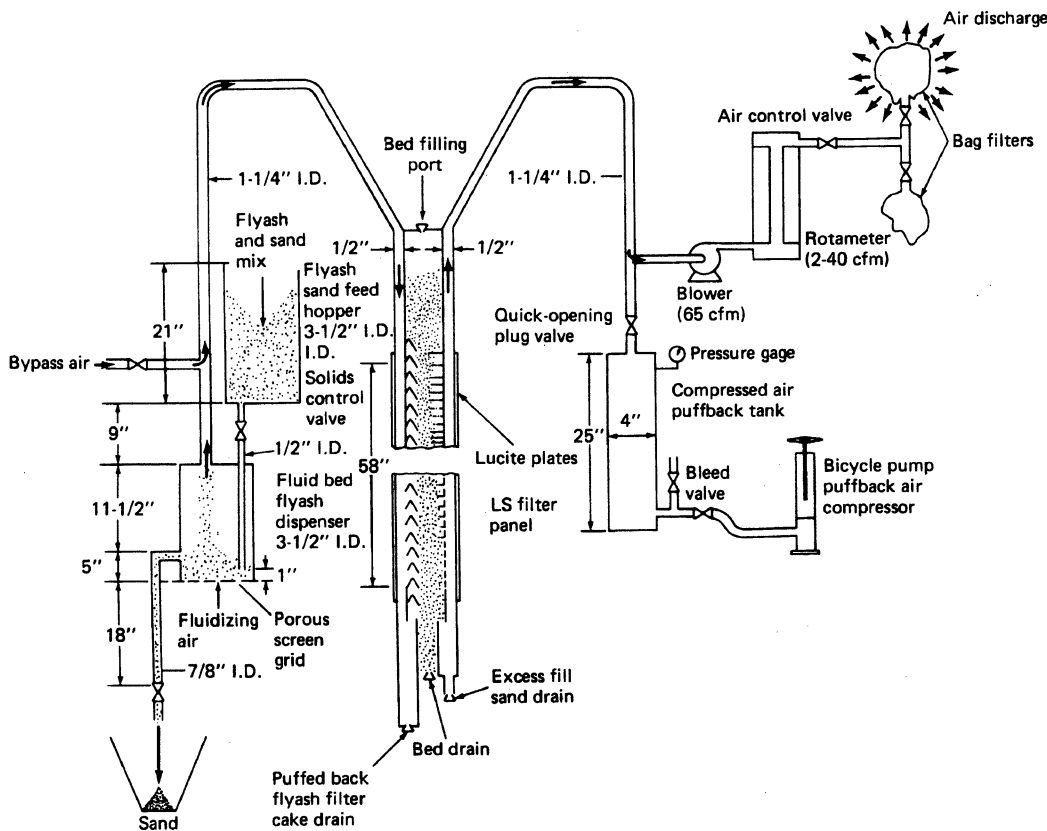 Air discharge
Air control valve
Bag filters
Bed filling
port
1-1/4" I.D.
1-1/4" I.D.
Flyash
and sand
mix
1/2"
1/2"
Rotameter
(2-40 cfm)
Flyash
sand feed
hopper
3-1/2" I.D.
I.D.
Solids
control
valve
21"
Blower
(65 cfm)
Quick-opening
plug valve
Bypass air
Pressure gage
Compressed air
puffback tank
9"
4"
25"
1/2" I.D.
58"
Lucite plates
Bleed
valve
Bicycle pump
puffback air
compressor
11-1/2"
Fluid bed
flyash
dispenser
3-1/2" I.D.
LS filter
panel
5"
1"
Fluidizing
air
Porous
screen
grid
18"
7/8" I.D.
Excess fill
sand drain
Bed drain
Puffed back
flyash filter
cake drain
Sand